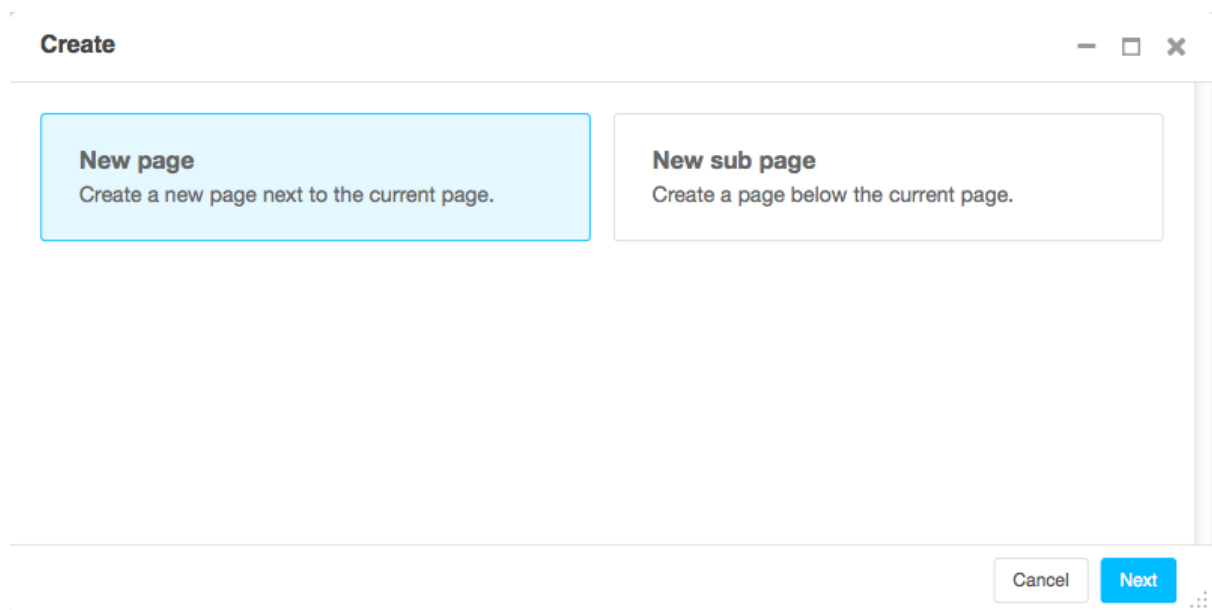 Create
New page
Create a new page next to the current page.
New sub page
Create a page below the current page.
Cancel
Next